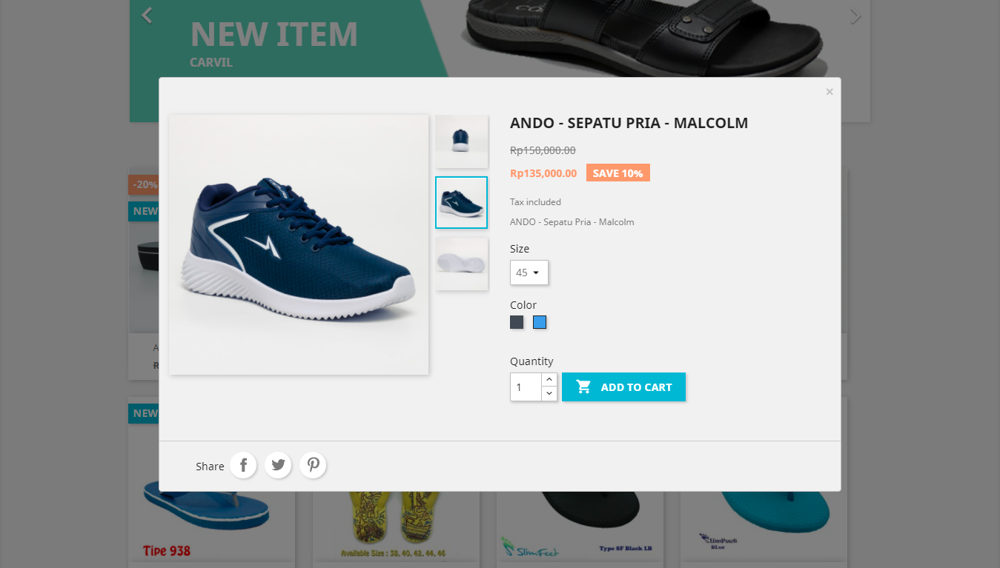 NEW ITEM
CARVIL
×
ANDO - SEPATU PRIA - MALCOLM
Rp150,000.00
Rp135,000.00 SAVE 10%
Tax included
ANDO - Sepatu Pria - Malcolm
Size
45
Color
Quantity
1
ADD TO CART
Share
-20%
NEW
A
R
NEW
Tipe 938
Available Size : 38, 40, 42, 44, 46
SlimFeet
Type SF Black LB
Blue